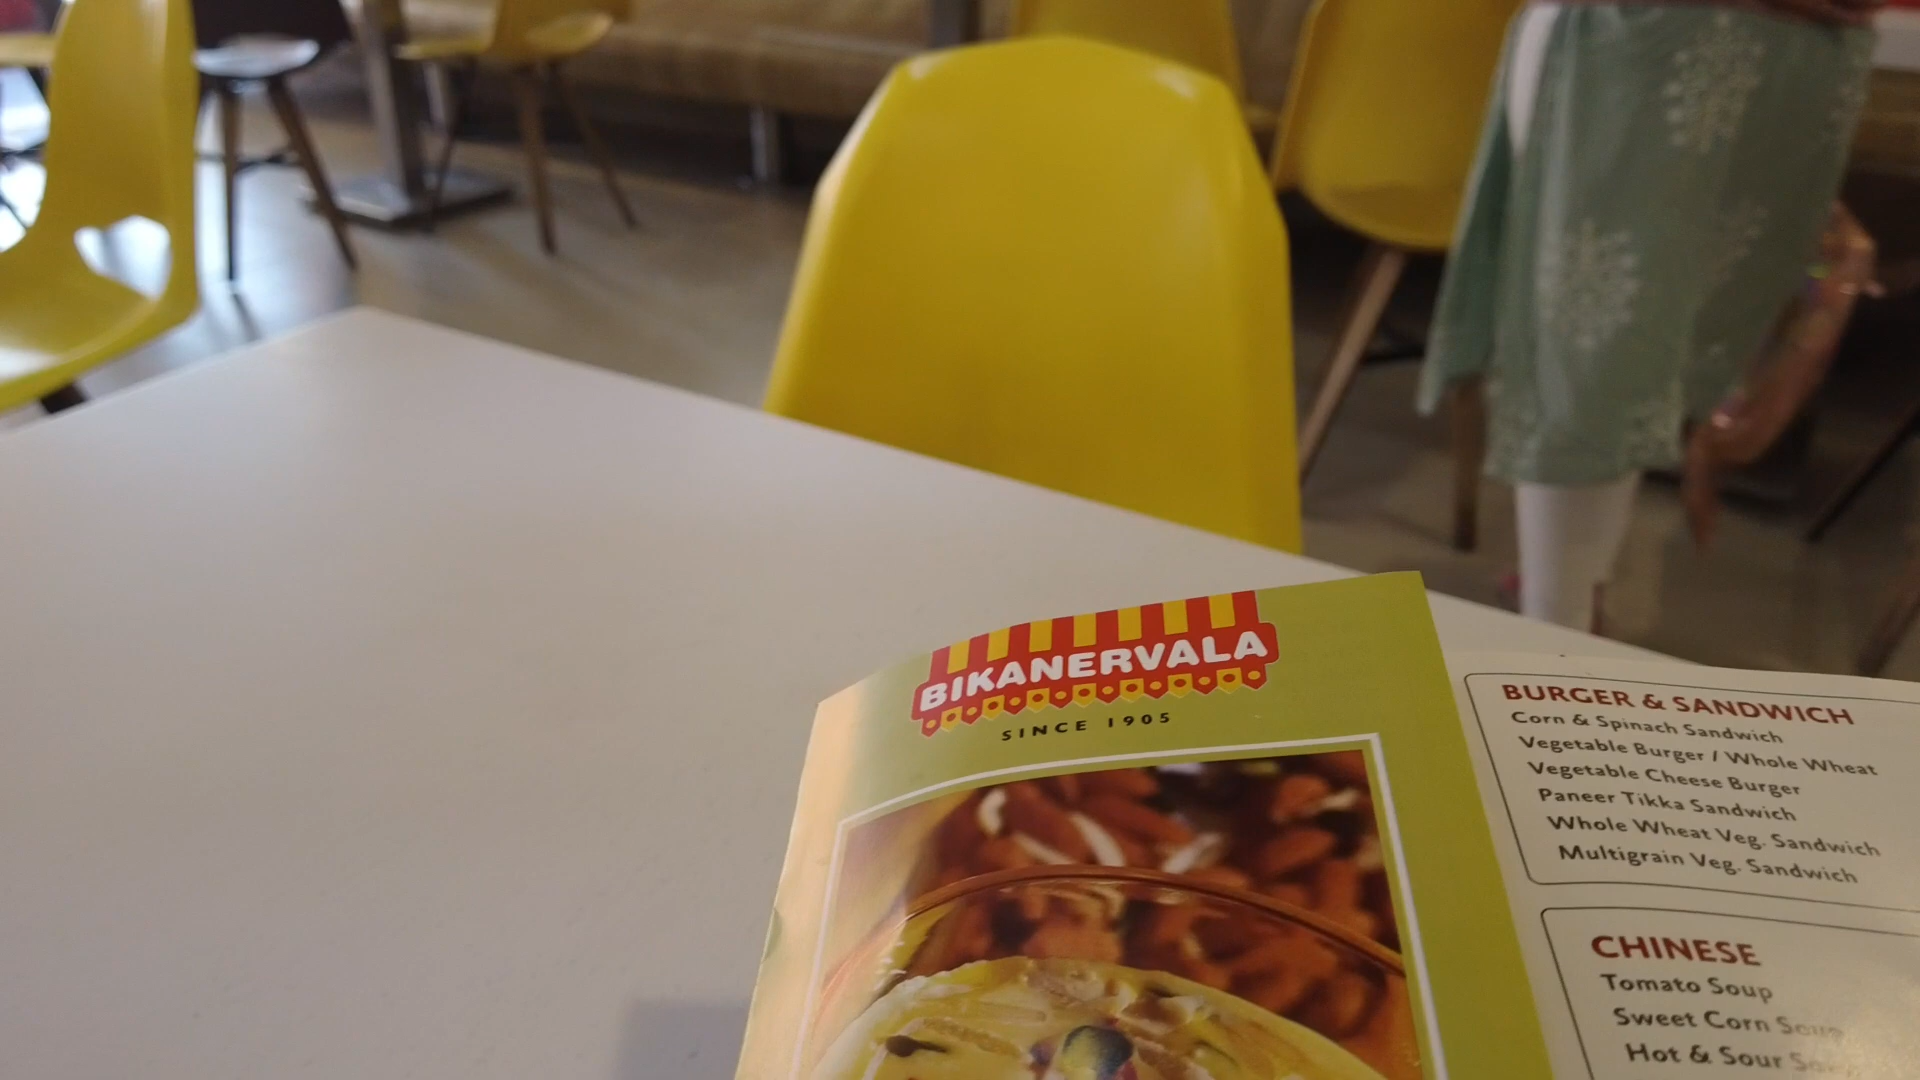 BIKANERVALA
SINCE 1905
BURGER & SANDWICH
Corn & Spinach Sandwich
Vegetable Burger / Whole Wheat
Vegetable Cheese Burger
Paneer Tikka Sandwich
Whole Wheat Veg. Sandwich
Multigrain Veg. Sandwich
CHINESE
Tomato Soup
Sweet Corn Soup
Hot & Sour